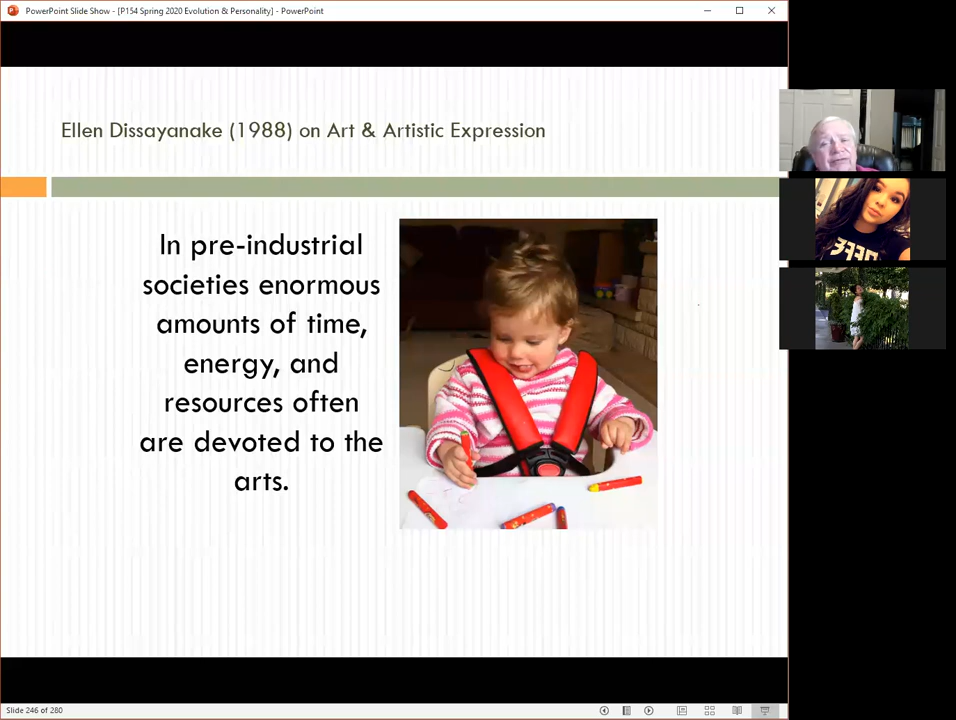 PowerPoint Slide Show - [P154 Spring 2020 Evolution & Personality] - PowerPoint
Ellen Dissayanake (1988) on Art & Artistic Expression
In pre-industrial
societies enormous
amounts of time,
energy, and
resources often
are devoted to the
arts.
Slide 246 of 280